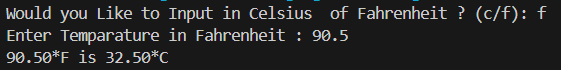 Would you Like to Input in Celsius  of Fahrenheit ? (c/f): f
Enter Temparature in Fahrenheit : 90.5
90.50*F is 32.50*C